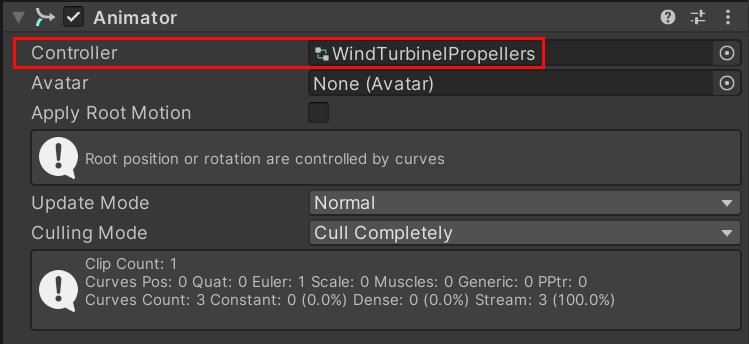 Animator
Controller WindTurbinelPropellers
Avatar None (Avatar)
Apply Root Motion
Root position or rotation are controlled by curves
Update Mode Normal
Culling Mode Cull Completely
Clip Count: 1
Curves Pos: 0 Quat: 0 Euler: 1 Scale: 0 Muscles: 0 Generic: 0 PPtr: 0
Curves Count: 3 Constant: 0 (0.0%) Dense: 0 (0.0%) Stream: 3 (100.0%)